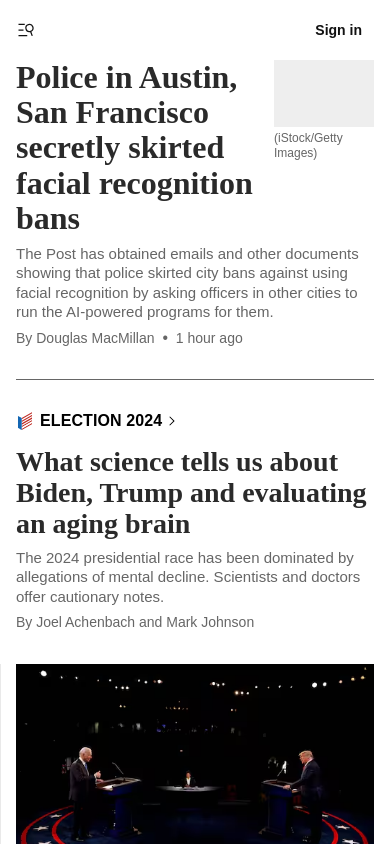 Sign in
Police in Austin,
San Francisco
secretly skirted
facial recognition
bans
(iStock/Getty
Images)
The Post has obtained emails and other documents
showing that police skirted city bans against using
facial recognition by asking officers in other cities to
run the AI-powered programs for them.
By Douglas MacMillan • 1 hour ago
ELECTION 2024
What science tells us about
Biden, Trump and evaluating
an aging brain
The 2024 presidential race has been dominated by
allegations of mental decline. Scientists and doctors
offer cautionary notes.
By Joel Achenbach and Mark Johnson